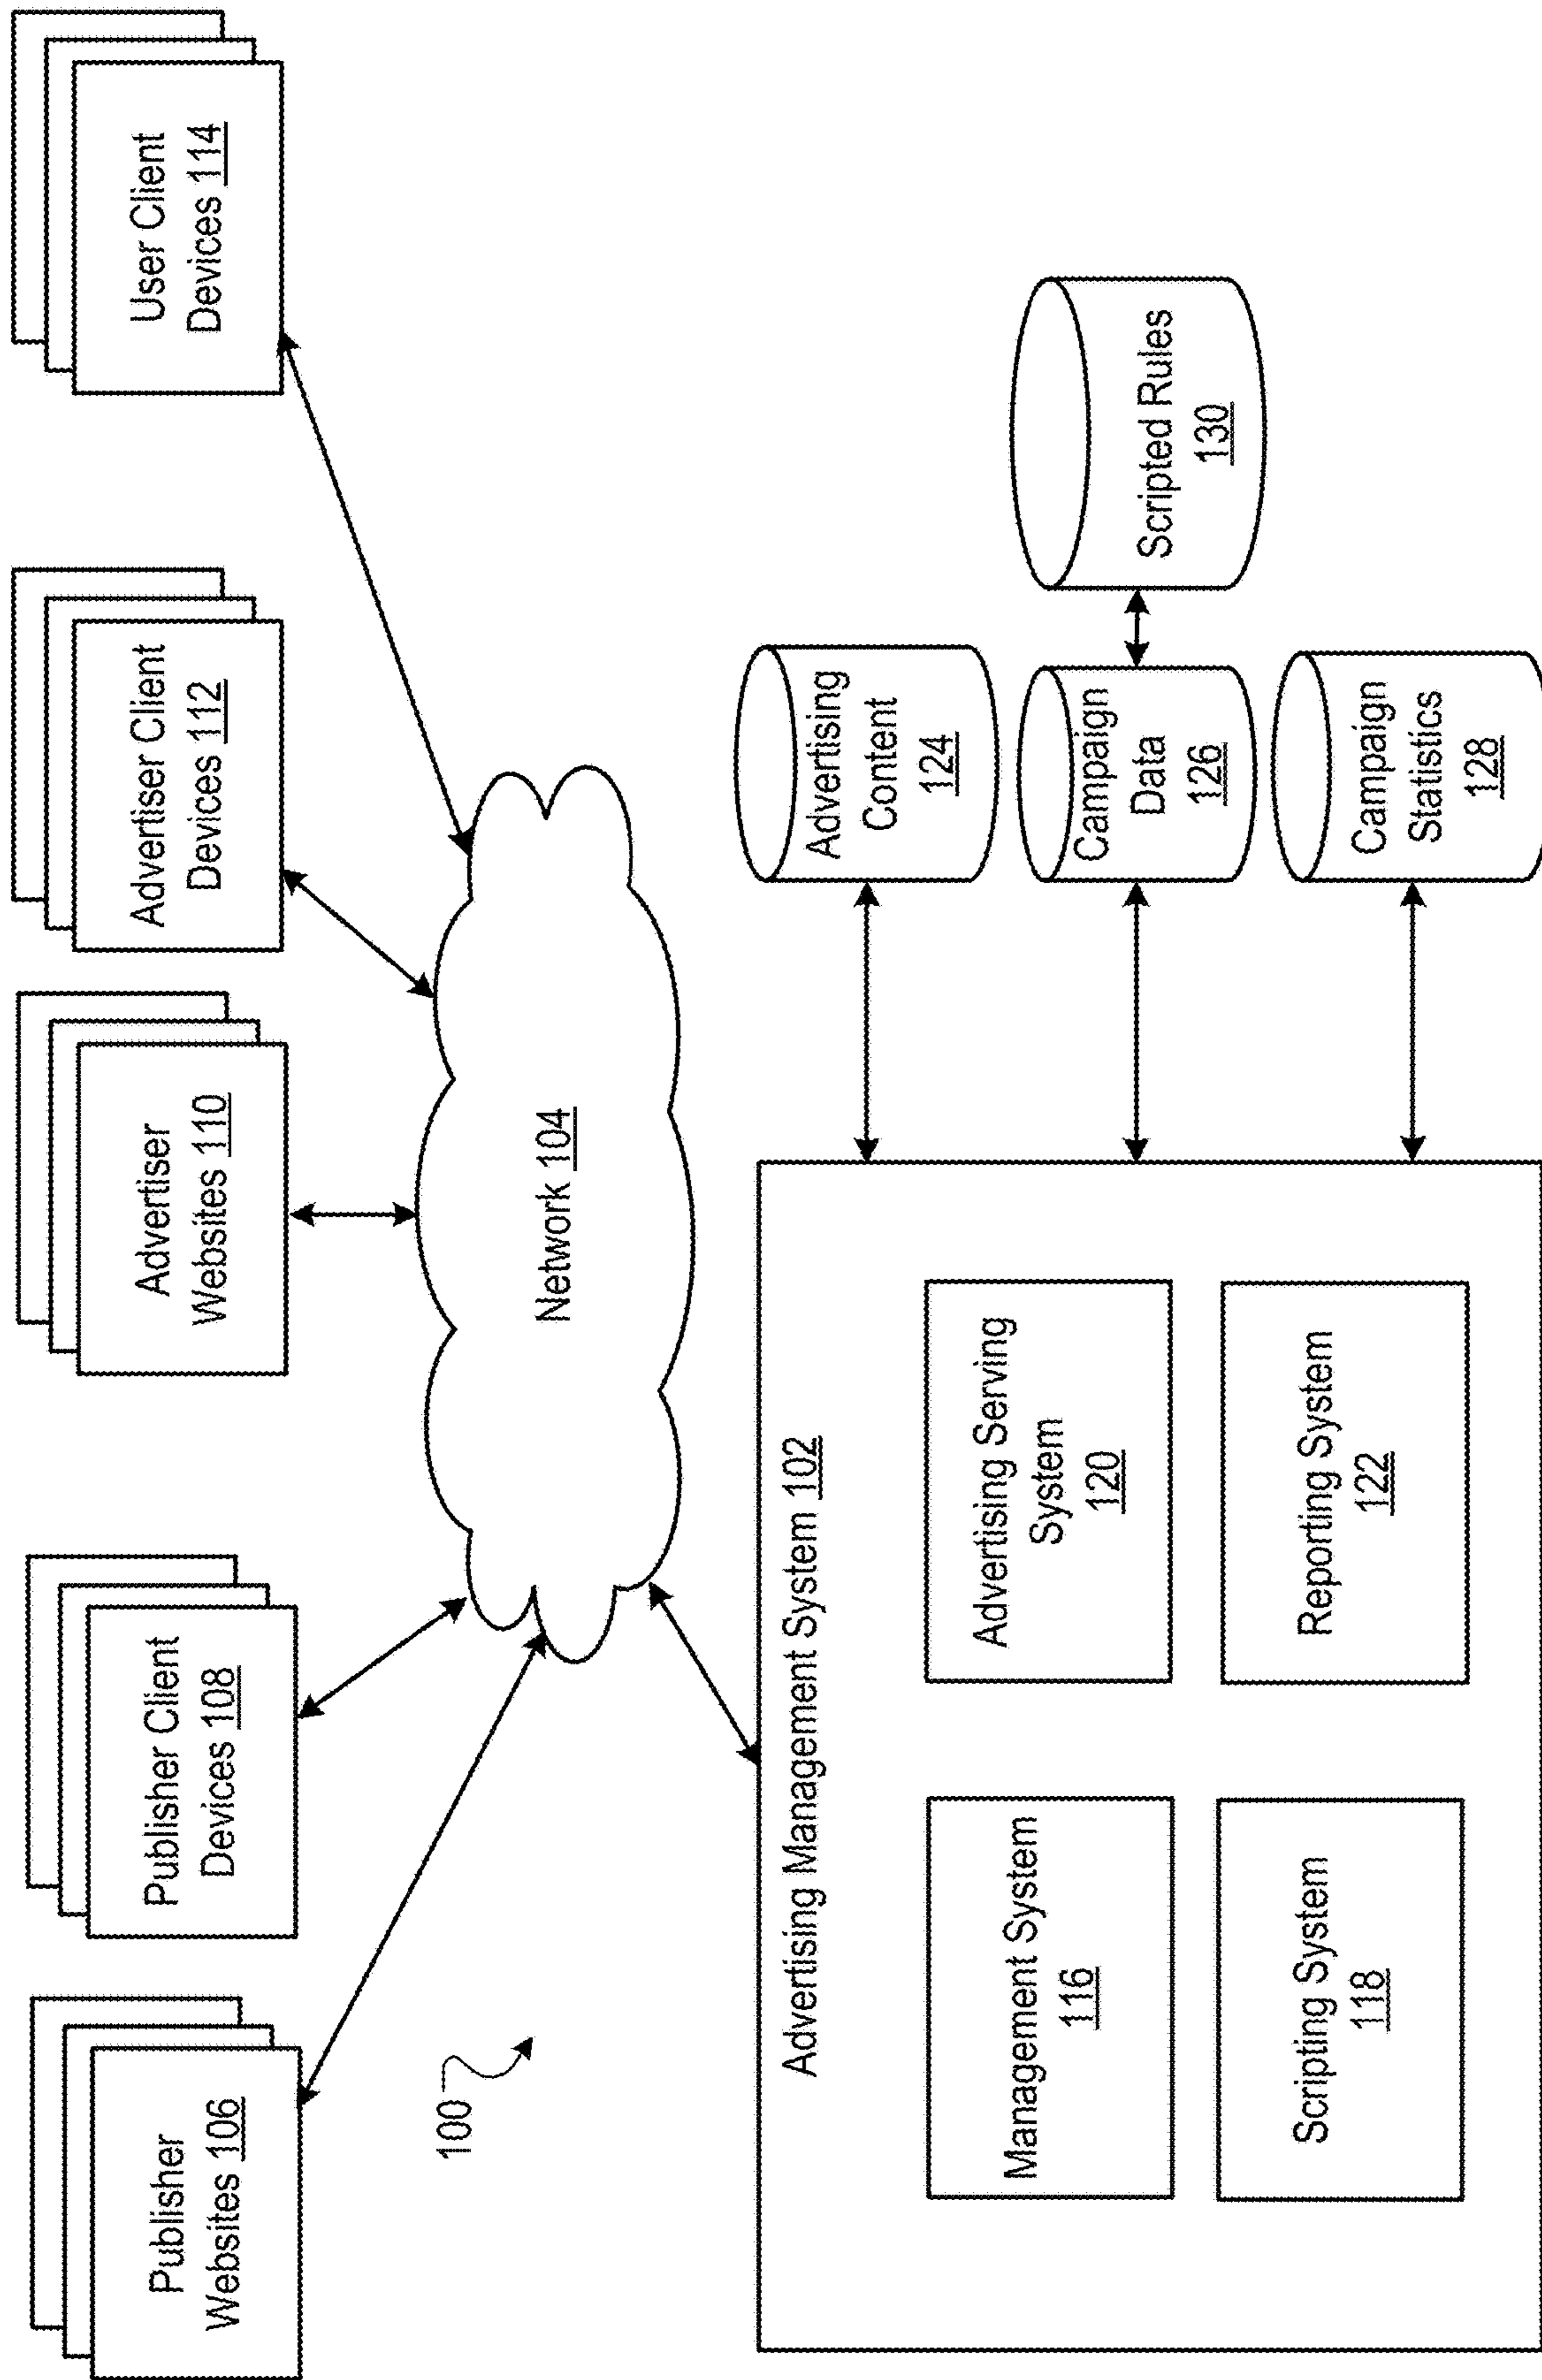 Publisher
Websites 106
Publisher Client
Devices 108
Advertiser
Websites 110
Advertiser Client
Devices 112
User Client
Devices 114
100
Network 104
Advertising Management System 102
Management System
116
Advertising Serving
System
120
Scripting System
118
Reporting System
122
Advertising
Content
124
Campaign
Data
126
Campaign
Statistics
128
Scripted Rules
130